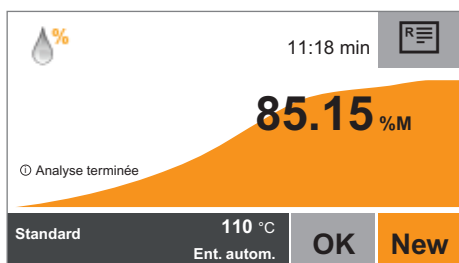 %
11:18 min
R
85.15 %M
ⓘ Analyse terminée
Standard
110 °C
Ent. autom.
OK
New